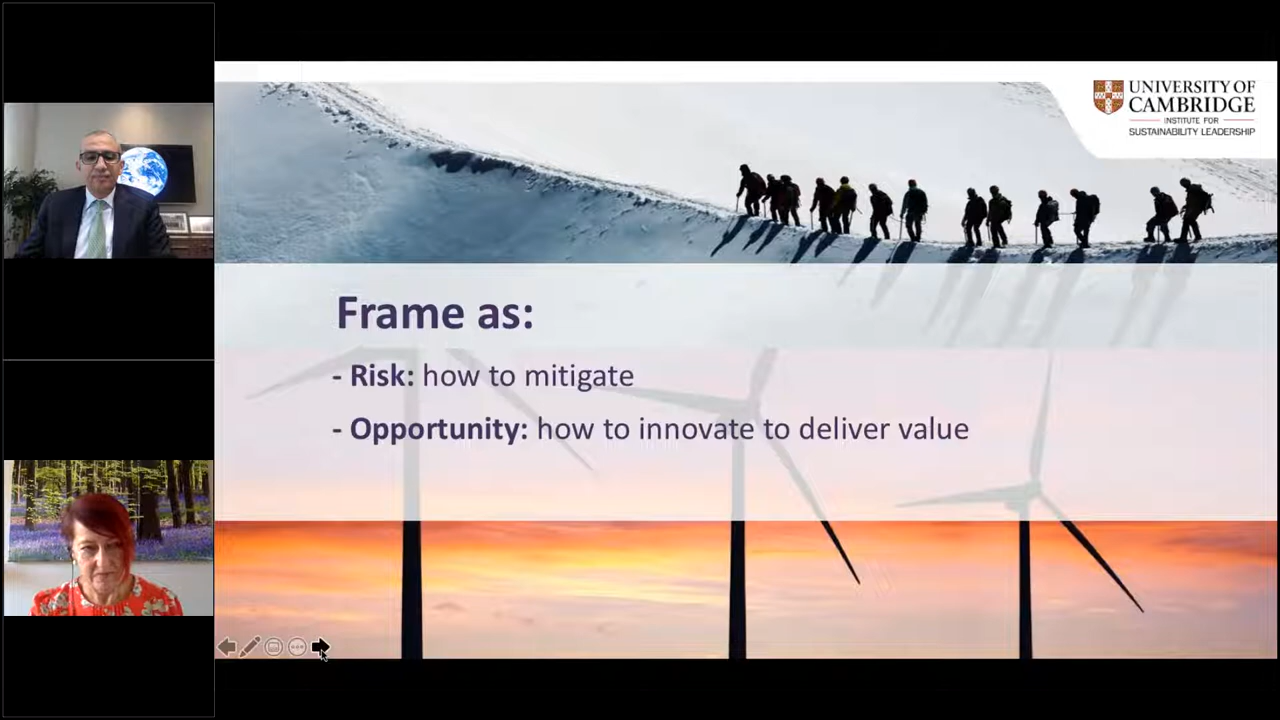 UNIVERSITY OF
CAMBRIDGE
INSTITUTE FOR
SUSTAINABILITY LEADERSHIP
Frame as:
- Risk: how to mitigate
- Opportunity: how to innovate to deliver value